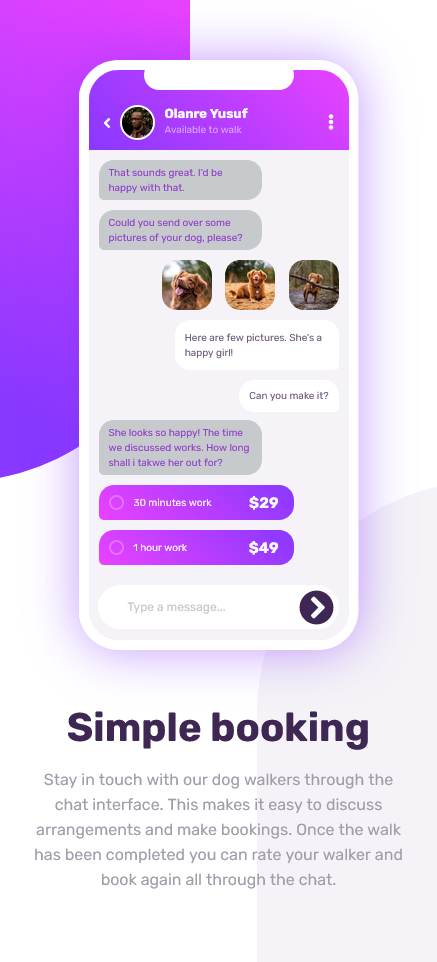 Olanre Yusuf
Available to walk
That sounds great. I'd be
happy with that.
Could you send over some
pictures of your dog, please?
Here are few pictures. She's a
happy girl!
Can you make it?
She looks so happy! The time
we discussed works. How long
shall i takwe her out for?
30 minutes work $29
1 hour work $49
Type a message...
Simple booking
Stay in touch with our dog walkers through the
chat interface. This makes it easy to discuss
arrangements and make bookings. Once the walk
has been completed you can rate your walker and
book again all through the chat.